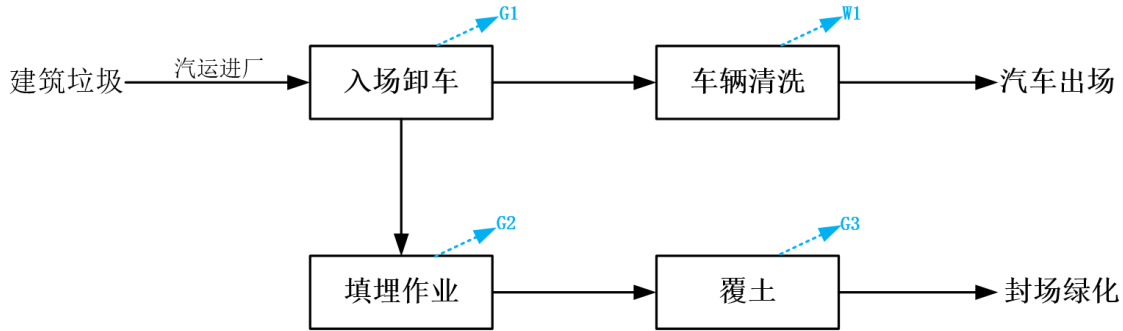 G1
W1
建筑垃圾
汽运进厂
入场卸车
车辆清洗
汽车出场
G2
G3
填埋作业
覆土
封场绿化